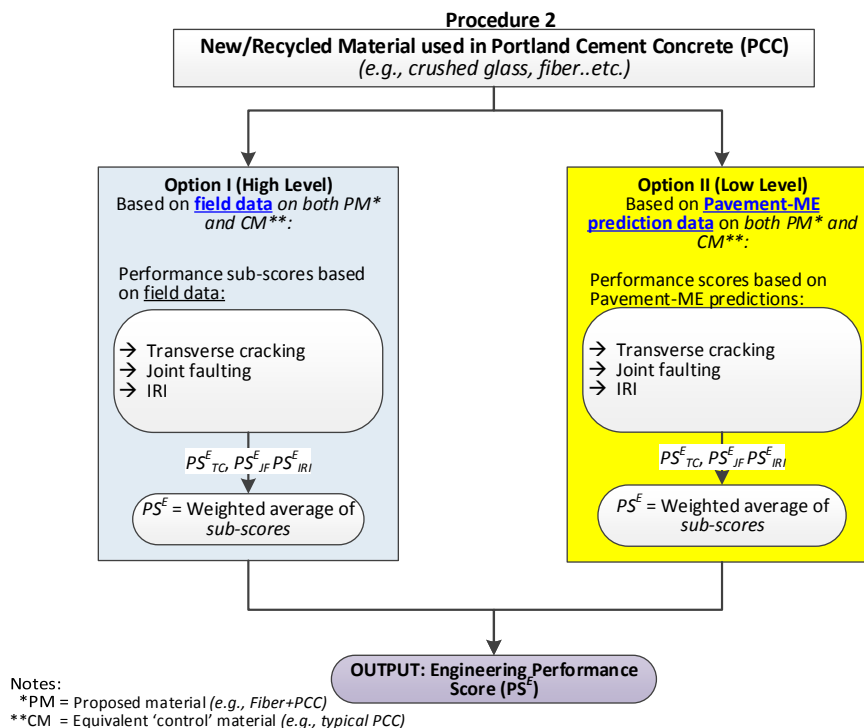 Procedure 2
New/Recycled Material used in Portland Cement Concrete (PCC)
(e.g., crushed glass, fiber..etc.)
Option I (High Level)
Based on field data on both PM* 
and CM**:
Performance sub-scores based
on field data:
→ Transverse cracking
→ Joint faulting
→ IRI
PS^E_TC, PS^E_JF PS^E_IRI
PS^E = Weighted average of
sub-scores
Option II (Low Level)
Based on Pavement-ME
prediction data on both PM* and
CM**:
Performance scores based on
Pavement-ME predictions:
→ Transverse cracking
→ Joint faulting
→ IRI
PS^E_TC, PS^E_JF PS^E_IRI
PS^E = Weighted average of
sub-scores
OUTPUT: Engineering Performance
Score (PS^E)
Notes:
*PM = Proposed material (e.g., Fiber+PCC)
**CM = Equivalent ‘control’ material (e.g., typical PCC)